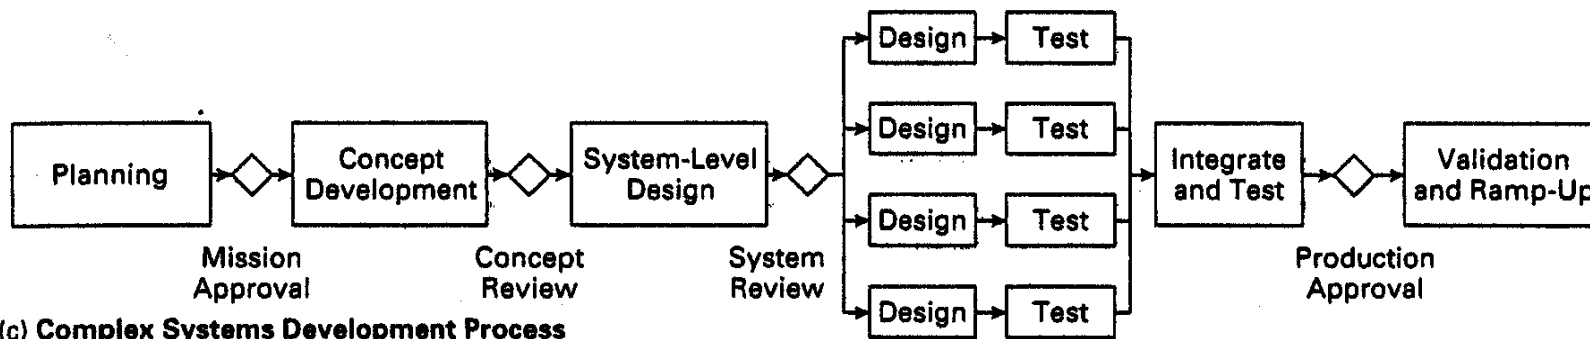 Planning
Mission
Approval
Concept
Development
Concept
Review
System-Level
Design
System
Review
Design
Test
Design
Test
Design
Test
Design
Test
Integrate
and Test
Production
Approval
Validation
and Ramp-Up
(c) Complex Systems Development Process